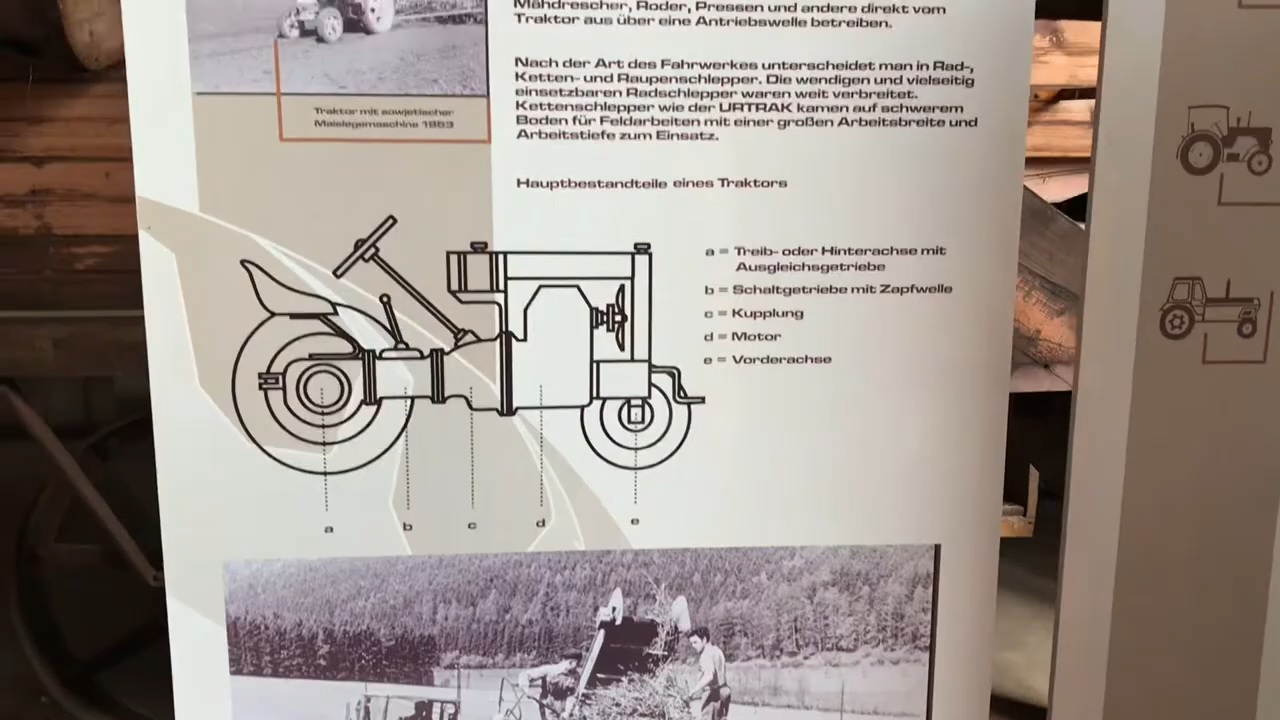 Mähdrescher, Roder, Pressen und andere direkt vom
Traktor aus über eine Antriebswelle betreiben.
Nach der Art des Fahrwerkes unterscheidet man in Rad-,
Ketten- und Raupenschlepper. Die wendigen und vielseitig
einsetzbaren Radschlepper waren weit verbreitet.
Kettenschlepper wie der URTRAK kamen auf schwerem
Boden für Feldarbeiten mit einer großen Arbeitsbreite und
Arbeitstiefe zum Einsatz.
Traktor mit sowjetischer
Maislegemaschine 1963
Hauptbestandteile eines Traktors
a = Treib- oder Hinterachse mit
Ausgleichsgetriebe
b = Schaltgetriebe mit Zapfwelle
c = Kupplung
d = Motor
e = Vorderachse
a b c d e